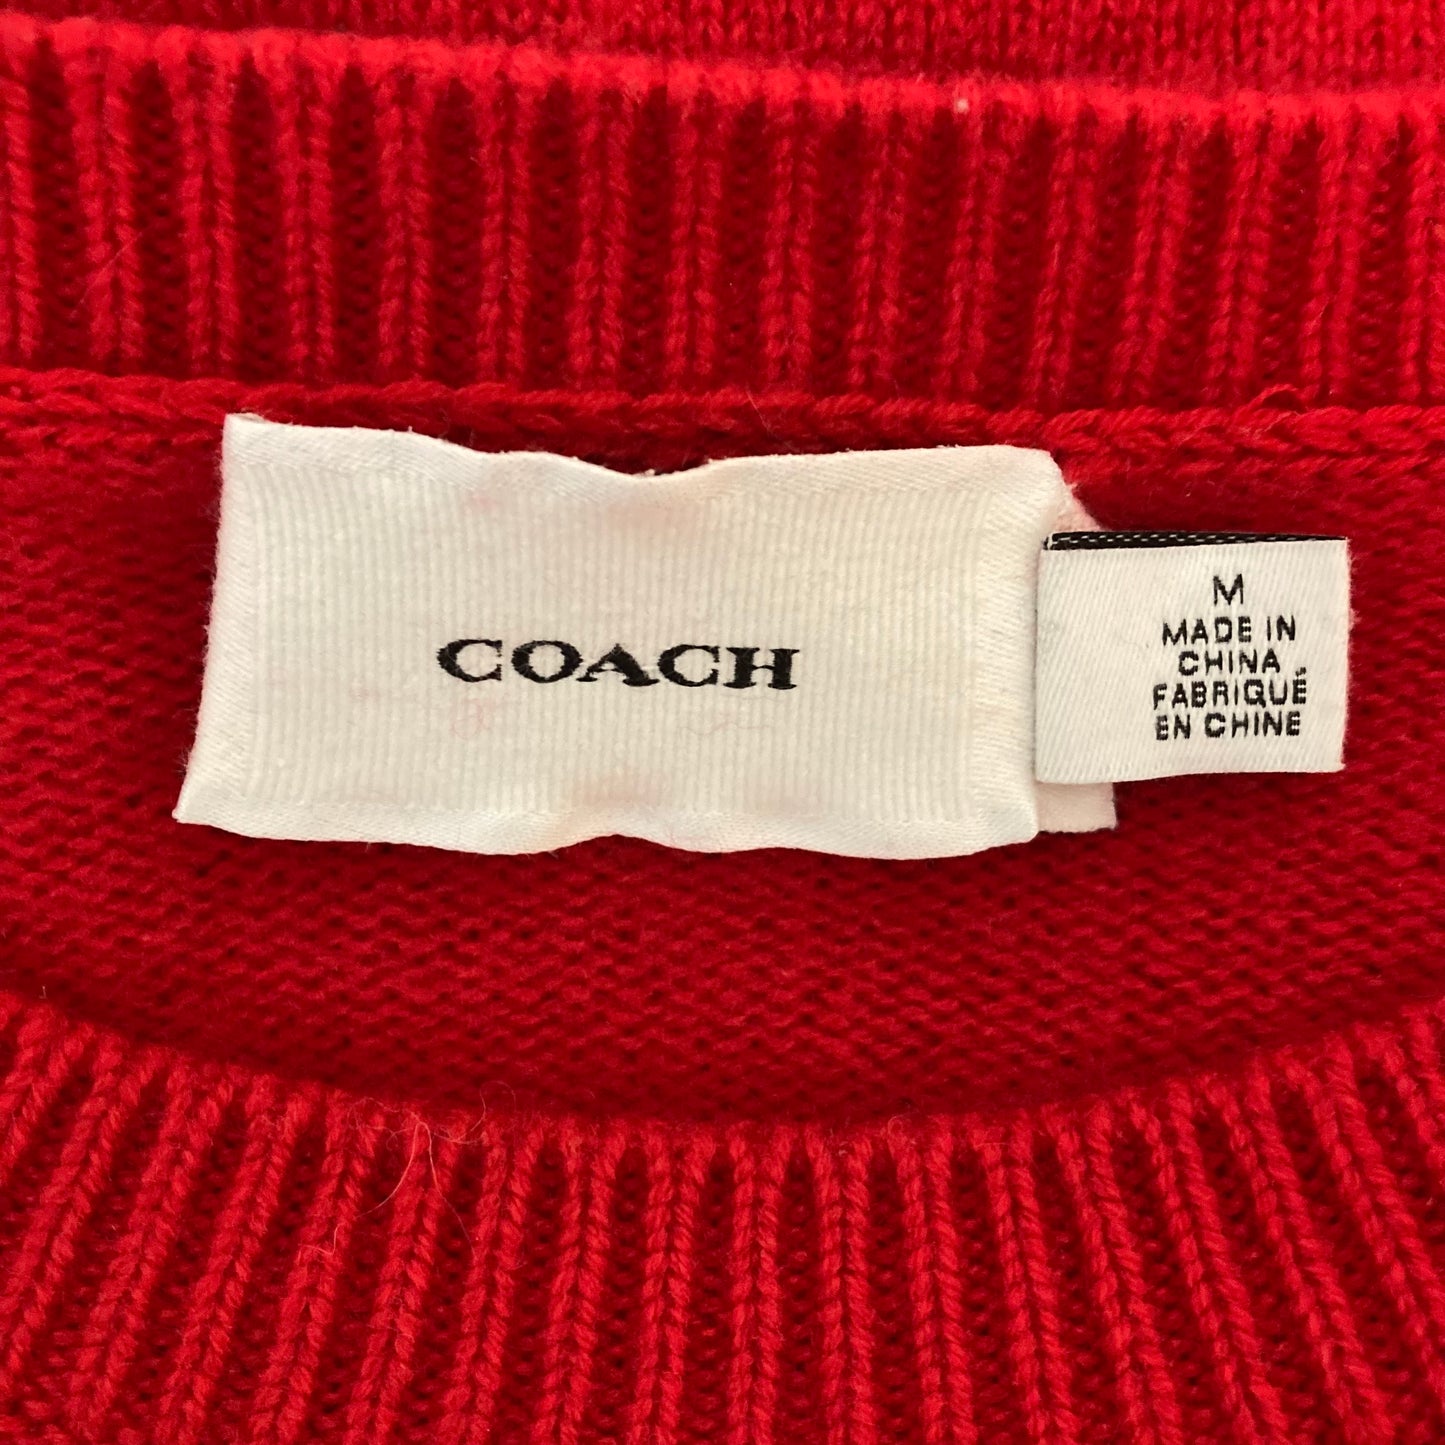 COACH
M
MADE IN
CHINA
FABRIQUÉ
EN CHINE